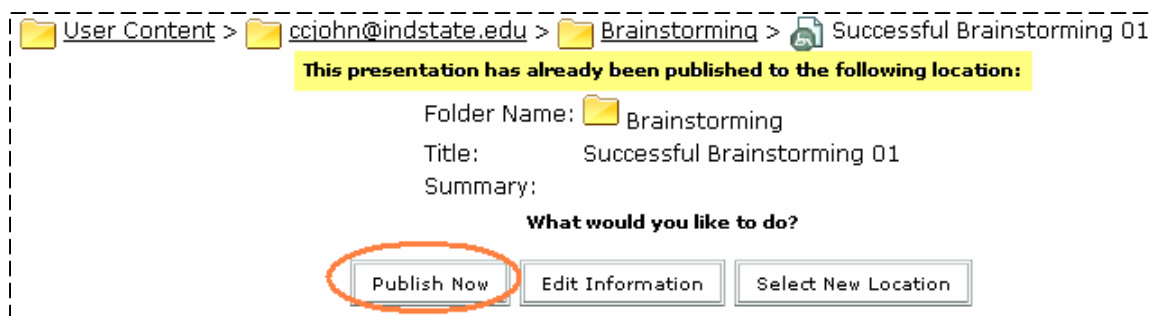 User Content > ccjohn@indstate.edu > Brainstorming > Successful Brainstorming 01
This presentation has already been published to the following location:
Folder Name: Brainstorming
Title: Successful Brainstorming 01
Summary:
What would you like to do?
Publish Now Edit Information Select New Location